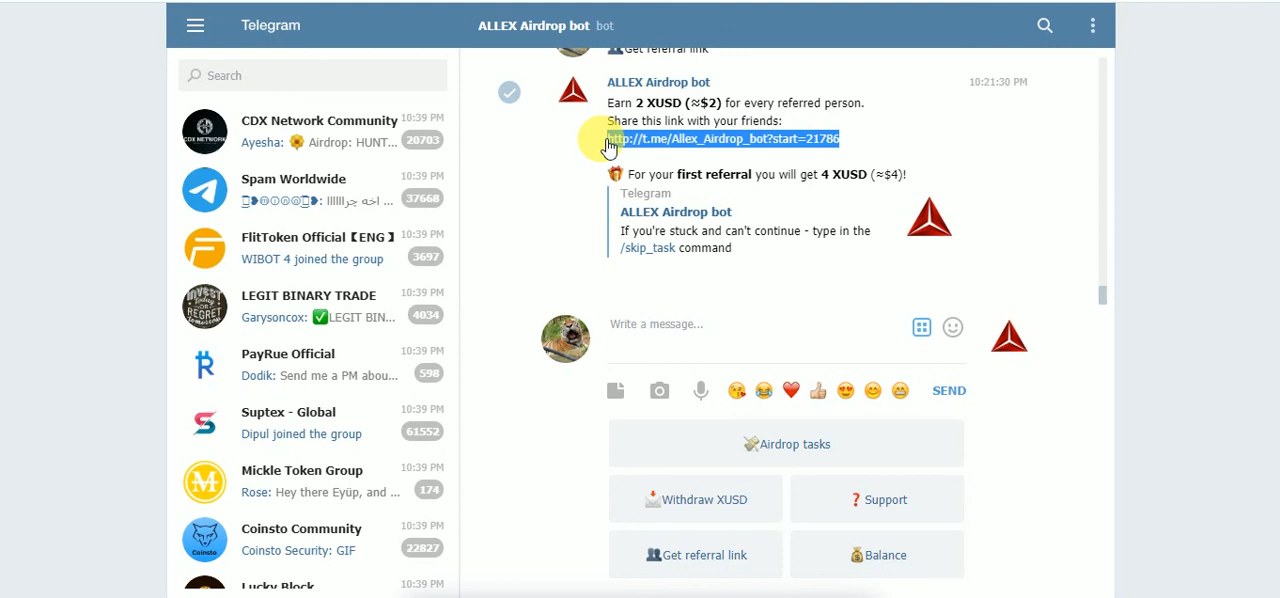 Telegram
ALLEX Airdrop bot bot
Search
CDX Network Community 10:39 PM
Ayesha: 🌼 Airdrop: HUNT... 20703
Spam Worldwide 10:39 PM
37668
FlitToken Official【ENG】 10:39 PM
WIBOT 4 joined the group 3697
LEGIT BINARY TRADE 10:39 PM
Garysoncox: ✅LEGIT BIN... 4034
PayRue Official 10:39 PM
Dodik: Send me a PM abou... 598
Suptex - Global 10:39 PM
Dipul joined the group 61552
Mickle Token Group 10:39 PM
Rose: Hey there Eyüp, and ... 174
Coinsto Community 10:39 PM
Coinsto Security: GIF 22827
Lucky Block 10:39 PM
CDX NETWORK
INVEST
REGRET
Coinsto
👥Get referral link
ALLEX Airdrop bot 10:21:30 PM
Earn 2 XUSD (≈$2) for every referred person.
Share this link with your friends:
http://t.me/Allex_Airdrop_bot?start=21786
🎁 For your first referral you will get 4 XUSD (≈$4)!
Telegram
ALLEX Airdrop bot
If you're stuck and can't continue - type in the
/skip_task command
Write a message...
SEND
💸Airdrop tasks
📩Withdraw XUSD
❓Support
👥Get referral link
💰Balance